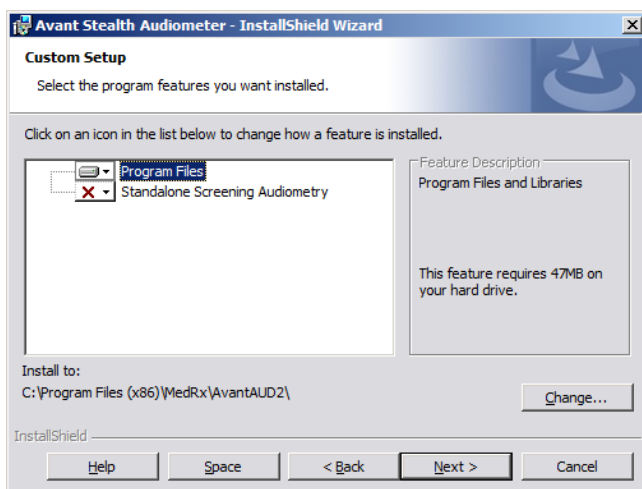 Avant Stealth Audiometer - InstallShield Wizard
Custom Setup
Select the program features you want installed.
Click on an icon in the list below to change how a feature is installed.
Program Files
Standalone Screening Audiometry
Feature Description
Program Files and Libraries
This feature requires 47MB on
your hard drive.
Install to:
C:\Program Files (x86)\MedRx\AvantAUD2\
Change...
InstallShield
Help
Space
< Back
Next >
Cancel